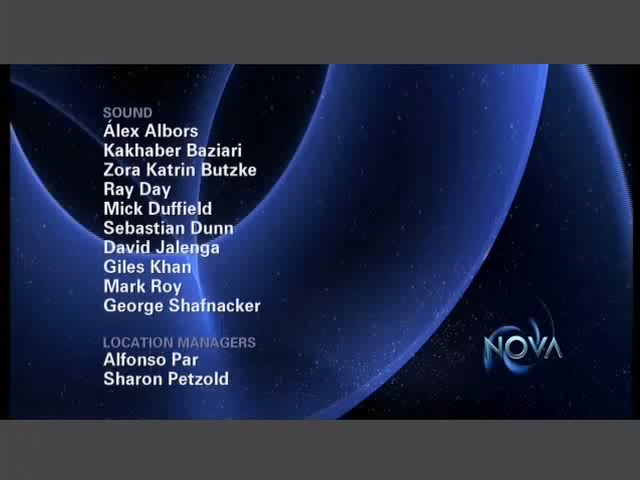 SOUND
Álex Albors
Kakhaber Baziari
Zora Katrin Butzke
Ray Day
Mick Duffield
Sebastian Dunn
David Jalenga
Giles Khan
Mark Roy
George Shafnacker
LOCATION MANAGERS
Alfonso Par
Sharon Petzold
NOVA